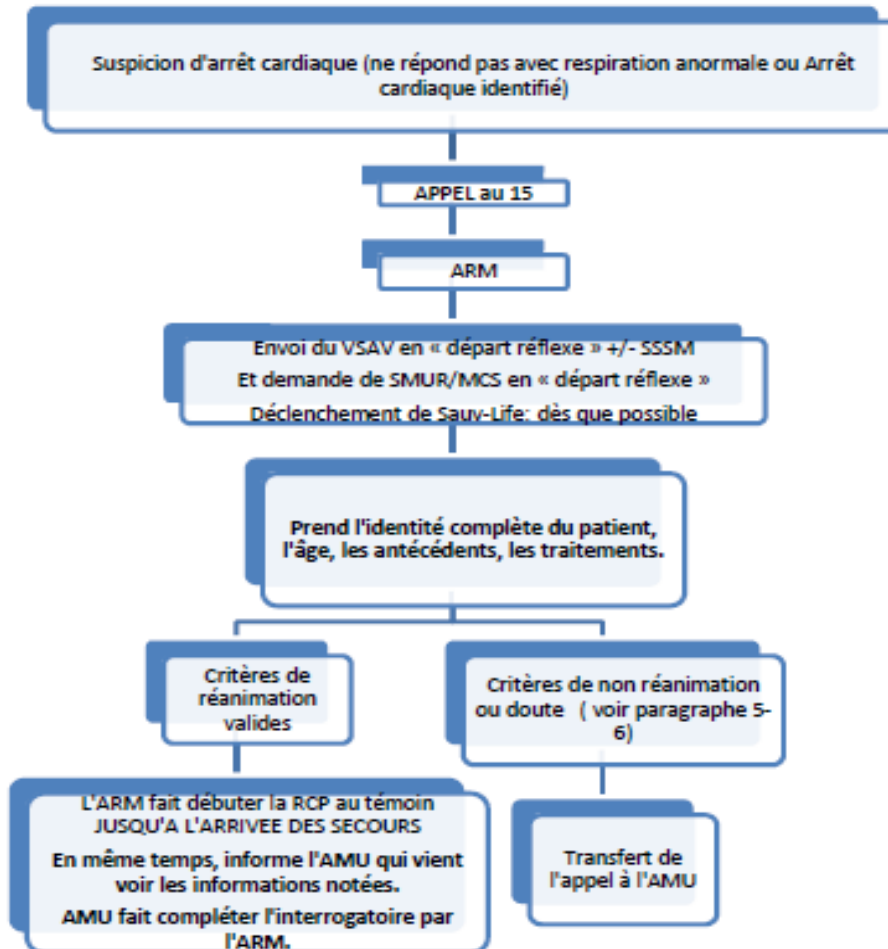 Suspicion d'arrêt cardiaque (ne répond pas avec respiration anormale ou Arrêt
cardiaque identifié)
APPEL au 15
ARM
Envoi du VSAV en « départ réflexe » +/- SSSM
Et demande de SMUR/MCS en « départ réflexe »
Déclenchement de Sauv-Life: dès que possible
Prend l'identité complète du patient,
l'âge, les antécédents, les traitements.
Critères de
réanimation
valides
Critères de non réanimation
ou doute ( voir paragraphe 5-
6)
L'ARM fait débuter la RCP au témoin
JUSQU'A L'ARRIVEE DES SECOURS
En même temps, informe l'AMU qui vient
voir les informations notées.
AMU fait compléter l'interrogatoire par
l'ARM.
Transfert de
l'appel à l'AMU